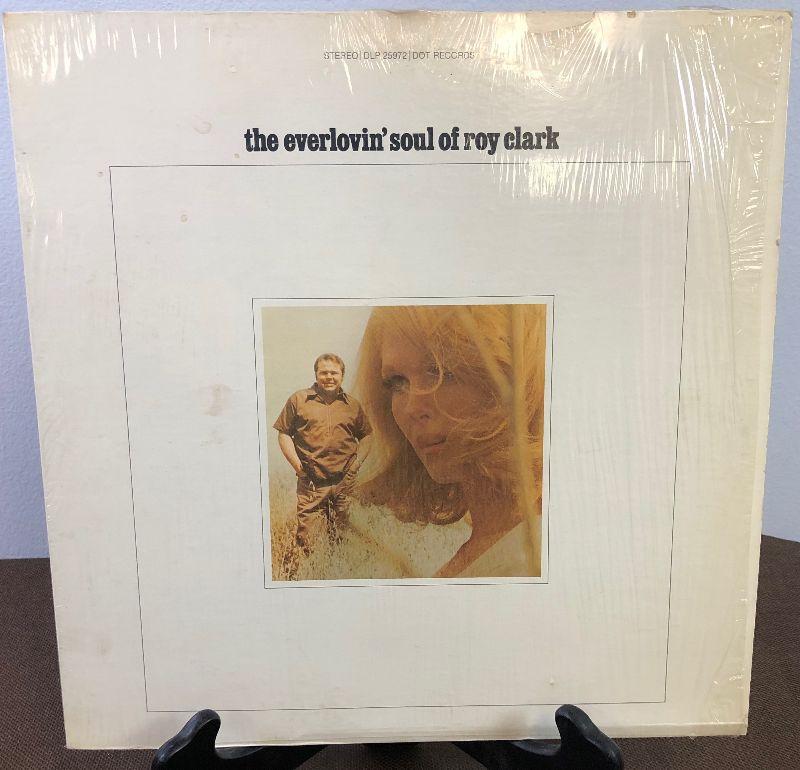 STEREO | DLP 25972 | DOT RECORDS
the everlovin' soul of roy clark